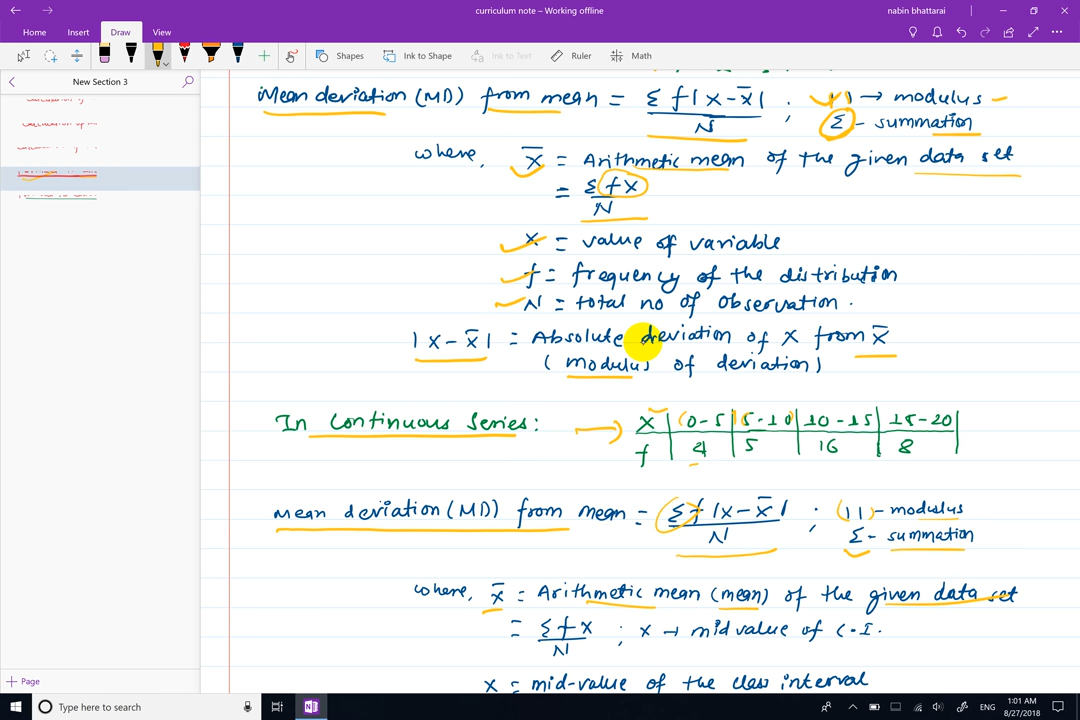 curriculum note – Working offline
nabin bhattarai
Home Insert Draw View
Shapes Ink to Shape Ink to Text Ruler Math
New Section 3
Mean deviation (MD) from mean = Σ f|x-x̄| / N ; | | → modulus
Σ - summation
where, x̄ = Arithmetic mean of the given data set
= Σfx / N
x = value of variable
f = frequency of the distribution
N = total no of observation.
|x-x̄| = Absolute deviation of x from x̄
(modulus of deviation)
In Continuous Series: → x | 0-5 | 5-10 | 10-15 | 15-20 |
f | 4 | 5 | 16 | 8 |
Mean deviation (MD) from mean = Σf|x-x̄| / N ; (||) - modulus
Σ - summation
where, x̄ = Arithmetic mean (mean) of the given data set
= Σfx / N ; x → mid value of C.I.
x = mid-value of the class interval
+ Page
Type here to search
ENG
1:01 AM
8/27/2018